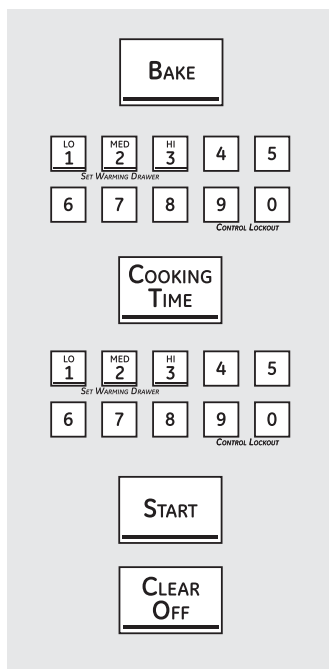 BAKE
LO MED HI
1 2 3 4 5
SET WARMING DRAWER
6 7 8 9 0
CONTROL LOCKOUT
COOKING
TIME
LO MED HI
1 2 3 4 5
SET WARMING DRAWER
6 7 8 9 0
CONTROL LOCKOUT
START
CLEAR
OFF